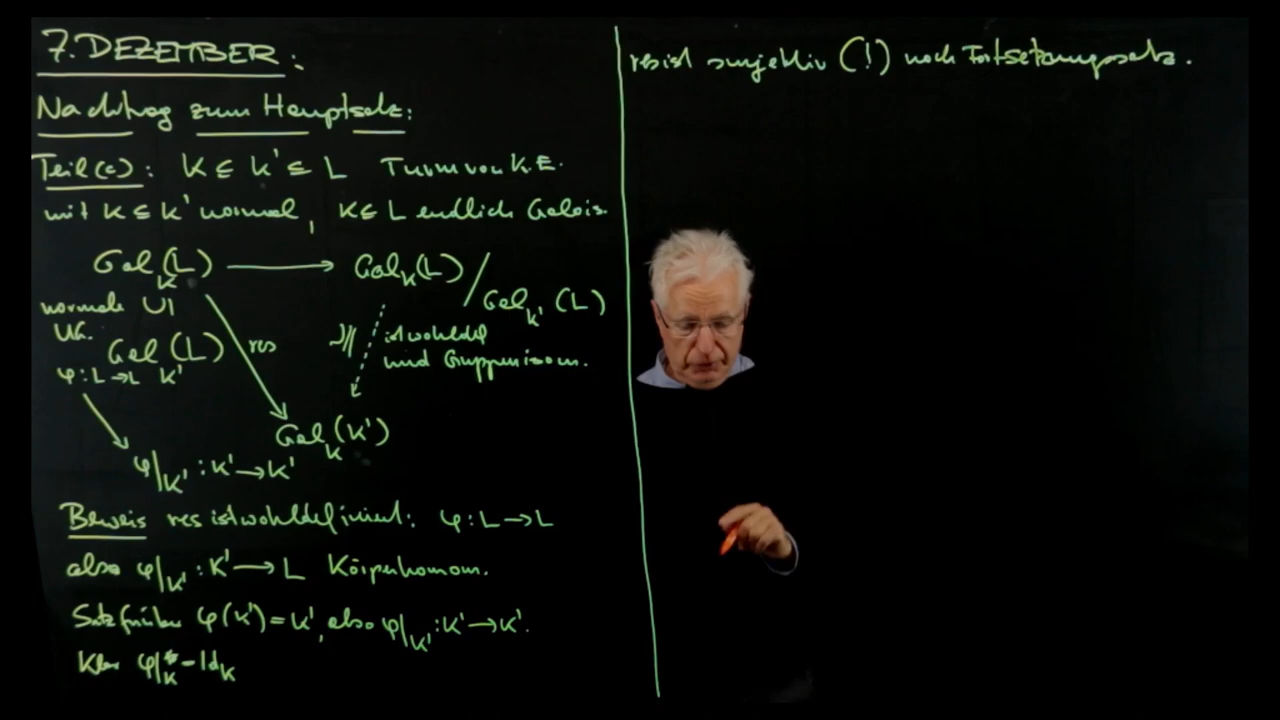 7. DEZEMBER:
Nachtrag zum Hauptsatz:
Teil (c): K ⊆ K' ⊆ L Turm von K.E.
mit K ⊆ K' normal, K ⊆ L endlich Galois.
Gal_K(L) ⟶ Gal_K(L) / Gal_K'(L)
normale U|
UG. Gal_K'(L) res ist wohldef
und Gruppenisom.
φ: L → L
Gal_K(K')
φ|_K' : K' → K'
Beweis res ist wohldefiniert: φ: L → L
also φ|_K' : K' ⟶ L Körperhomom.
Satz früher φ(K') = K', also φ|_K' : K' → K'.
Klar φ|_K = Id_K
res ist surjektiv (!) nach Fortsetzungssatz.